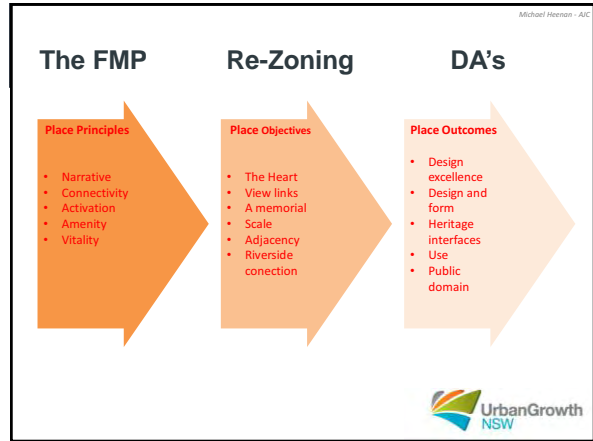 Michael Heenan - AJC
The FMP
Re-Zoning
DA's
Place Principles
• Narrative
• Connectivity
• Activation
• Amenity
• Vitality
Place Objectives
• The Heart
• View links
• A memorial
• Scale
• Adjacency
• Riverside
conection
Place Outcomes
• Design
excellence
• Design and
form
• Heritage
interfaces
• Use
• Public
domain
UrbanGrowth
NSW